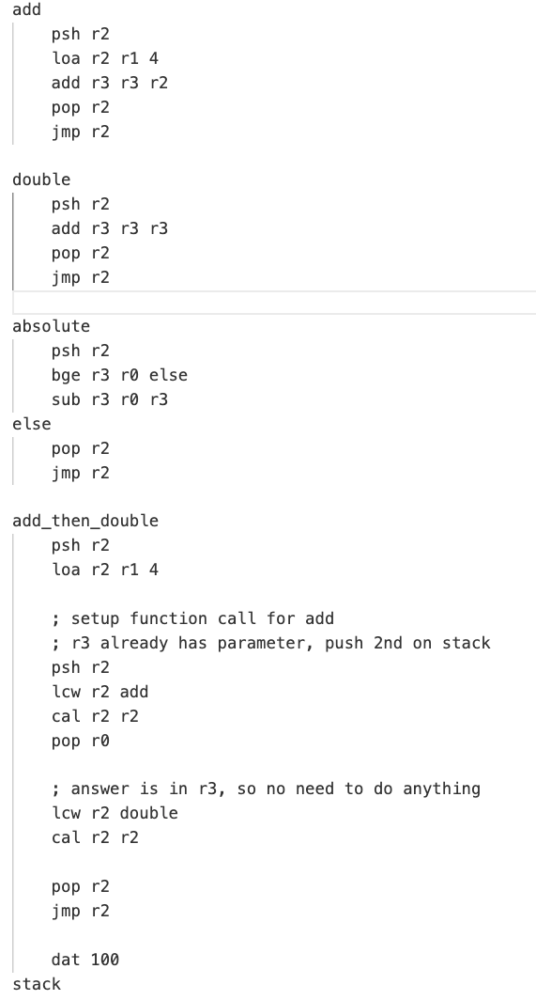 add
psh r2
loa r2 r1 4
add r3 r3 r2
pop r2
jmp r2
double
psh r2
add r3 r3 r3
pop r2
jmp r2
absolute
psh r2
bge r3 r0 else
sub r3 r0 r3
else
pop r2
jmp r2
add_then_double
psh r2
loa r2 r1 4
; setup function call for add
; r3 already has parameter, push 2nd on stack
psh r2
lcw r2 add
cal r2 r2
pop r0
; answer is in r3, so no need to do anything
lcw r2 double
cal r2 r2
pop r2
jmp r2
dat 100
stack